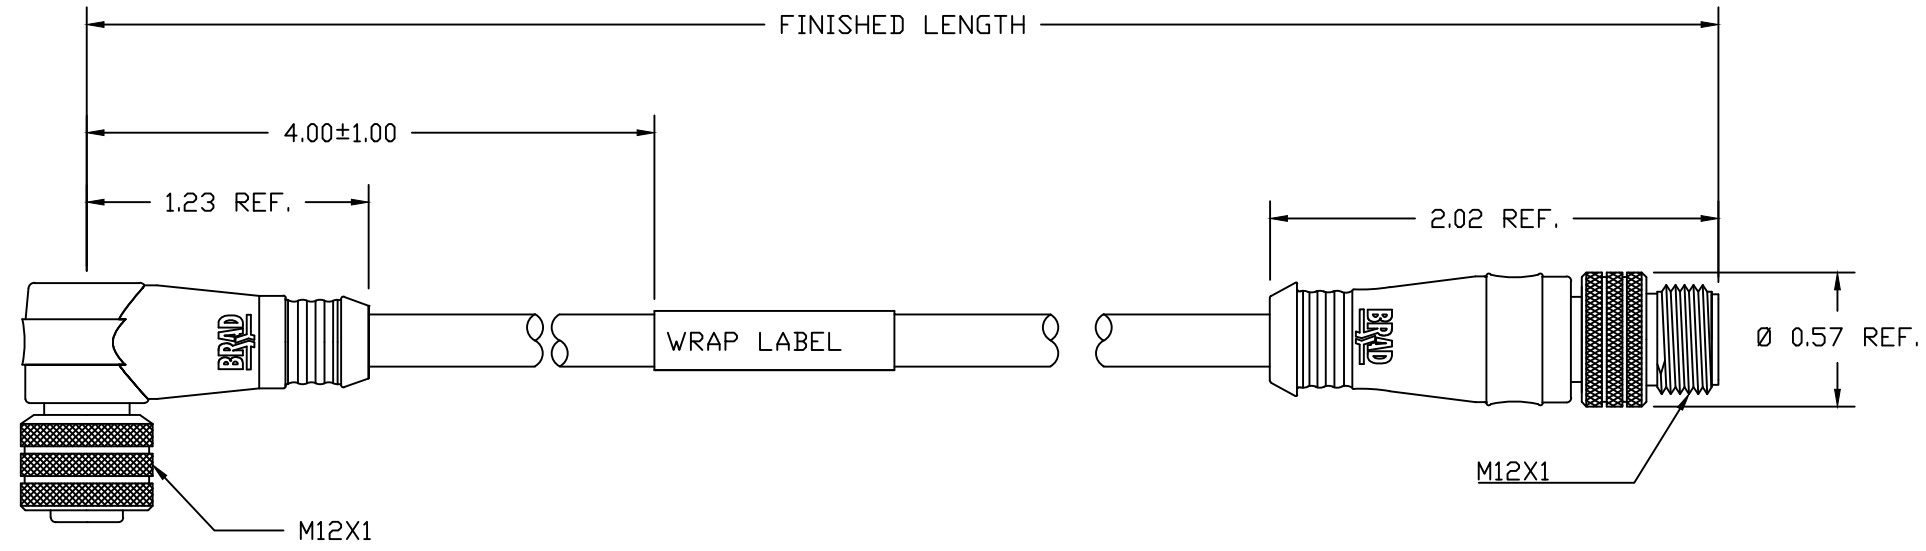 FINISHED LENGTH
4.00±1.00
1.23 REF.
2.02 REF.
BRAD
WRAP LABEL
BRAD
Ø 0.57 REF.
M12X1
M12X1